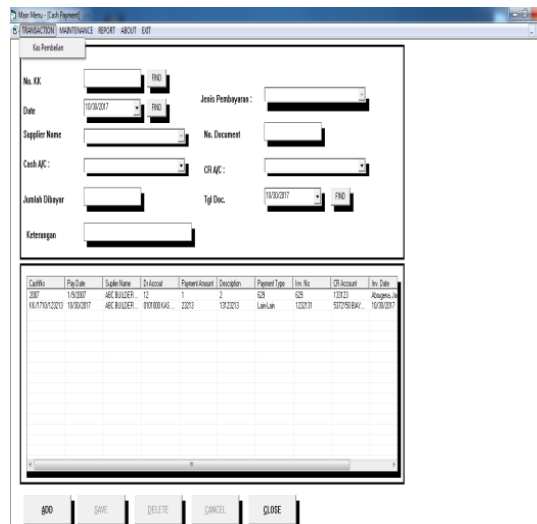 Main Menu - [Cash Payment]
TRANSACTION MAINTENANCE REPORT ABOUT EXIT
Kas Pembelian
No. KK FIND Jenis Pembayaran :
Date 10/30/2017 FIND
Supplier Name No. Document
Cash A/C : CR A/C :
Jumlah Dibayar Tgl Doc. 10/30/2017 FIND
Keterangan
CashNo Pay.Date Suplier Name Dr Accout Payment Amount Description Payment Type Inv. No CR Account Inv. Date
2007 1/9/2007 ABC BUILDER ... 12 1 2 629 629 133123
KK/1710/123213 10/30/2017 ABC BUILDER ... 0101000 KAS ... 23213 13123213 Lain-Lain 1232131 10/30/2017
ADD SAVE DELETE CANCEL CLOSE